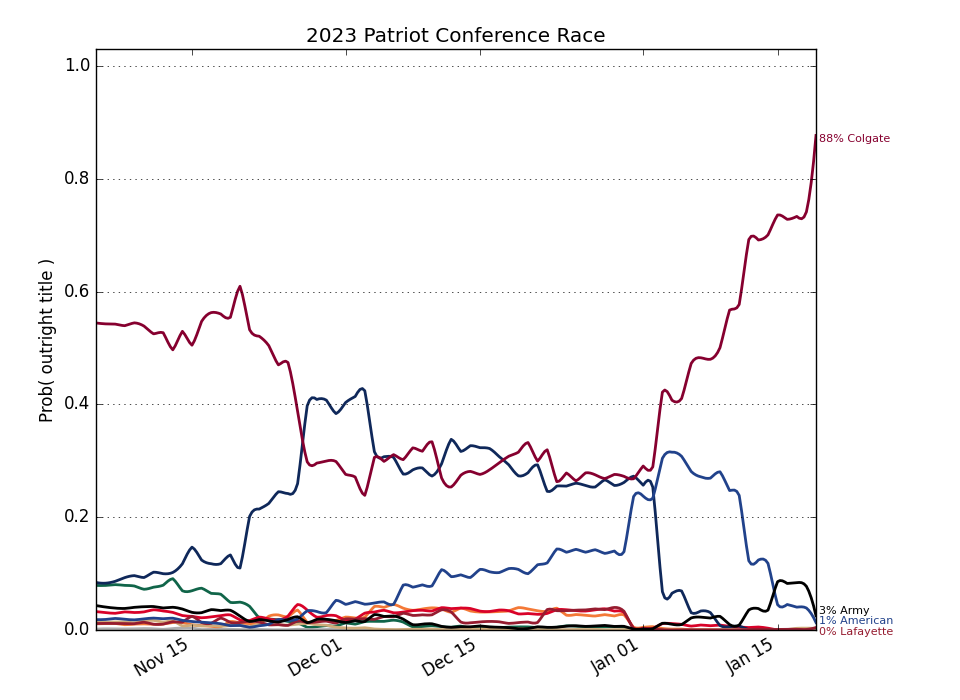 2023 Patriot Conference Race
Prob( outright title )
1.0
0.8
0.6
0.4
0.2
0.0
88% Colgate
3% Army
1% American
0% Lafayette
Nov 15
Dec 01
Dec 15
Jan 01
Jan 15